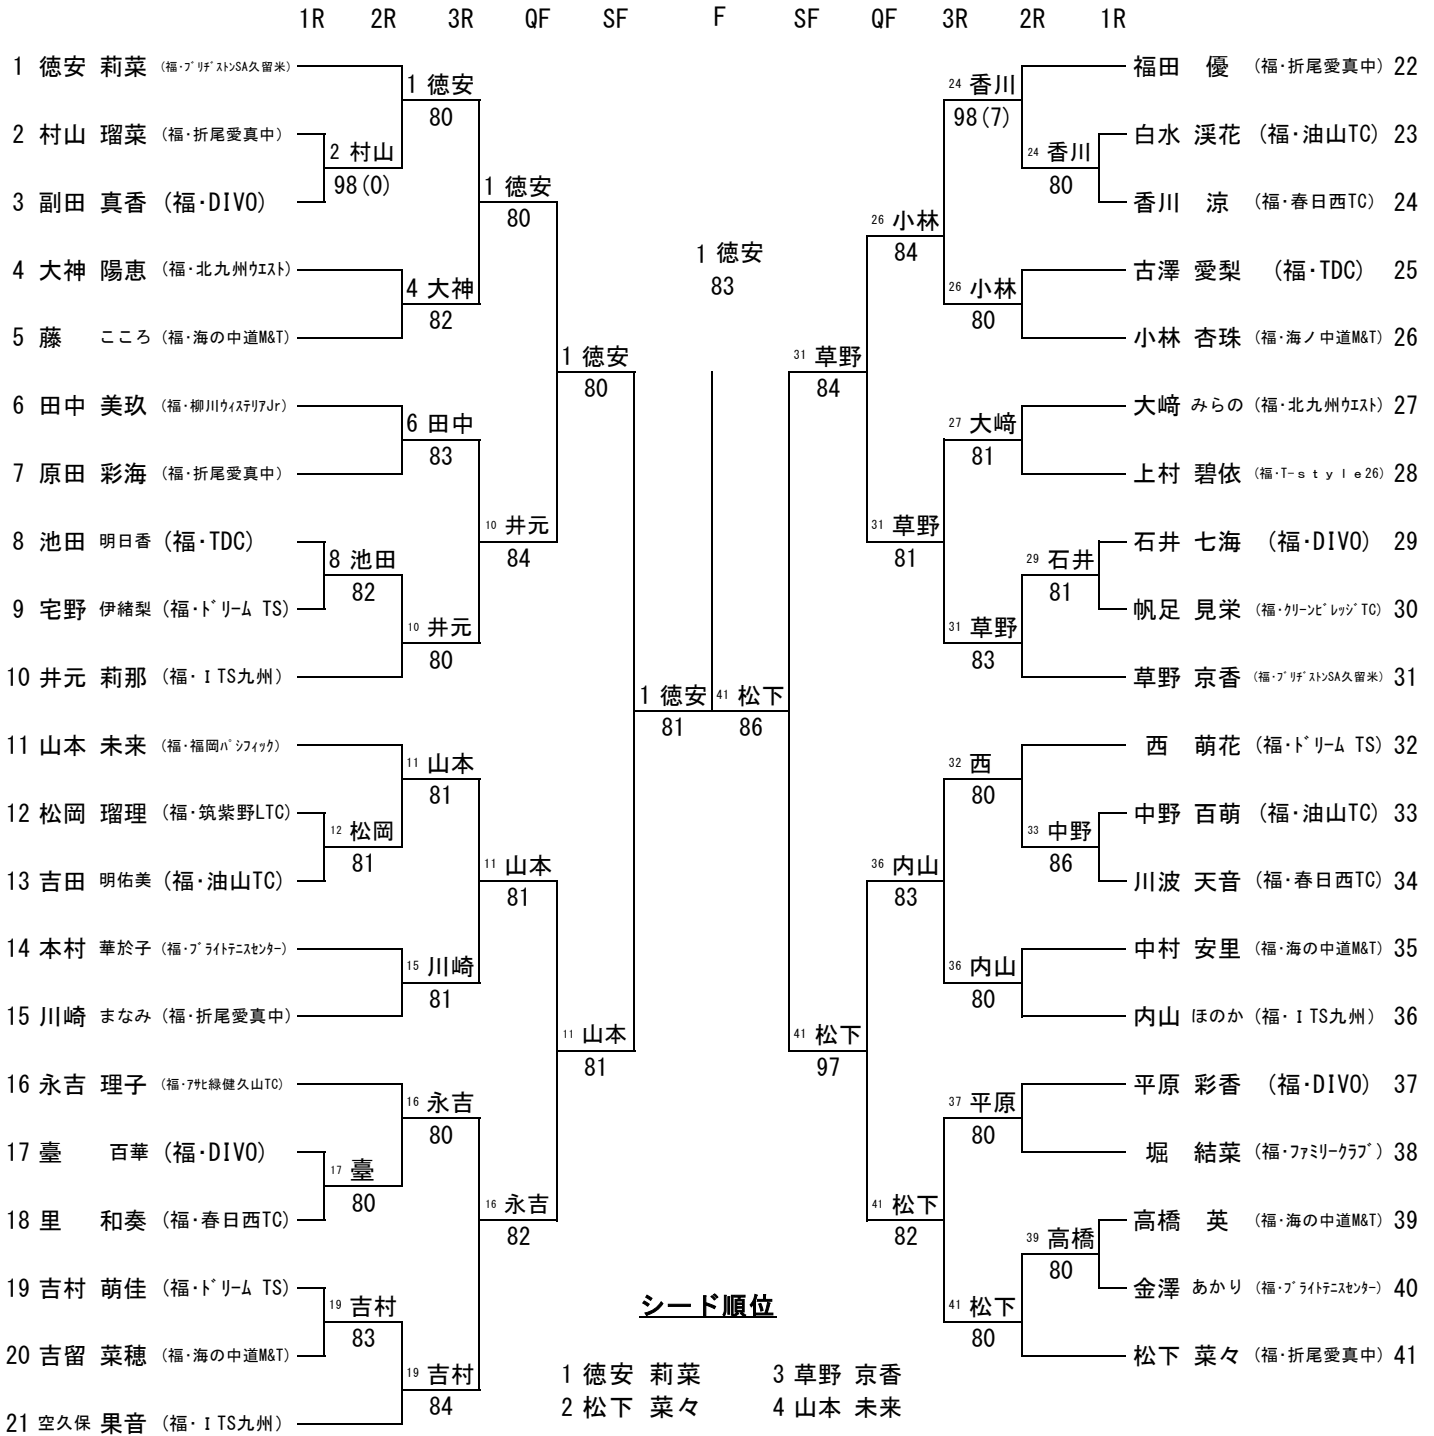 1R 2R 3R QF SF F SF QF 3R 2R 1R
1 徳安 莉菜 (福・ブリヂストンSA久留米)
2 村山 瑠菜 (福・折尾愛真中)
3 副田 真香 (福・DIVO)
4 大神 陽恵 (福・北九州ウエスト)
5 藤 こころ (福・海の中道M&T)
6 田中 美玖 (福・柳川ウィステリアJr)
7 原田 彩海 (福・折尾愛真中)
8 池田 明日香 (福・TDC)
9 宅野 伊緒梨 (福・ドリーム TS)
10 井元 莉那 (福・ITS九州)
11 山本 未来 (福・福岡パシフィック)
12 松岡 瑠理 (福・筑紫野LTC)
13 吉田 明佑美 (福・油山TC)
14 本村 華於子 (福・ブライトテニスセンター)
15 川崎 まなみ (福・折尾愛真中)
16 永吉 理子 (福・アサヒ緑健久山TC)
17 臺 百華 (福・DIVO)
18 里 和奏 (福・春日西TC)
19 吉村 萌佳 (福・ドリーム TS)
20 吉留 菜穂 (福・海の中道M&T)
21 空久保 果音 (福・ITS九州)
2 村山
98(0)
8 池田
82
12 松岡
81
17 臺
80
19 吉村
83
1 徳安
80
4 大神
82
6 田中
83
10 井元
80
11 山本
81
15 川崎
81
16 永吉
80
19 吉村
84
1 徳安
80
10 井元
84
11 山本
81
16 永吉
82
1 徳安
80
11 山本
81
1 徳安
81
1 徳安
83
41 松下
86
31 草野
84
41 松下
97
26 小林
84
31 草野
81
36 内山
83
41 松下
82
24 香川
98(7)
26 小林
80
27 大﨑
81
31 草野
83
32 西
80
36 内山
80
37 平原
80
41 松下
80
24 香川
80
29 石井
81
33 中野
86
39 高橋
80
福田 優 (福・折尾愛真中) 22
白水 渓花 (福・油山TC) 23
香川 涼 (福・春日西TC) 24
古澤 愛梨 (福・TDC) 25
小林 杏珠 (福・海ノ中道M&T) 26
大﨑 みらの (福・北九州ウエスト) 27
上村 碧依 (福・T-style26) 28
石井 七海 (福・DIVO) 29
帆足 見栄 (福・クリーンビレッジTC) 30
草野 京香 (福・ブリヂストンSA久留米) 31
西 萌花 (福・ドリーム TS) 32
中野 百萌 (福・油山TC) 33
川波 天音 (福・春日西TC) 34
中村 安里 (福・海の中道M&T) 35
内山 ほのか (福・ITS九州) 36
平原 彩香 (福・DIVO) 37
堀 結菜 (福・ファミリークラブ) 38
高橋 英 (福・海の中道M&T) 39
金澤 あかり (福・ブライトテニスセンター) 40
松下 菜々 (福・折尾愛真中) 41
シード順位
1 徳安 莉菜 3 草野 京香
2 松下 菜々 4 山本 未来